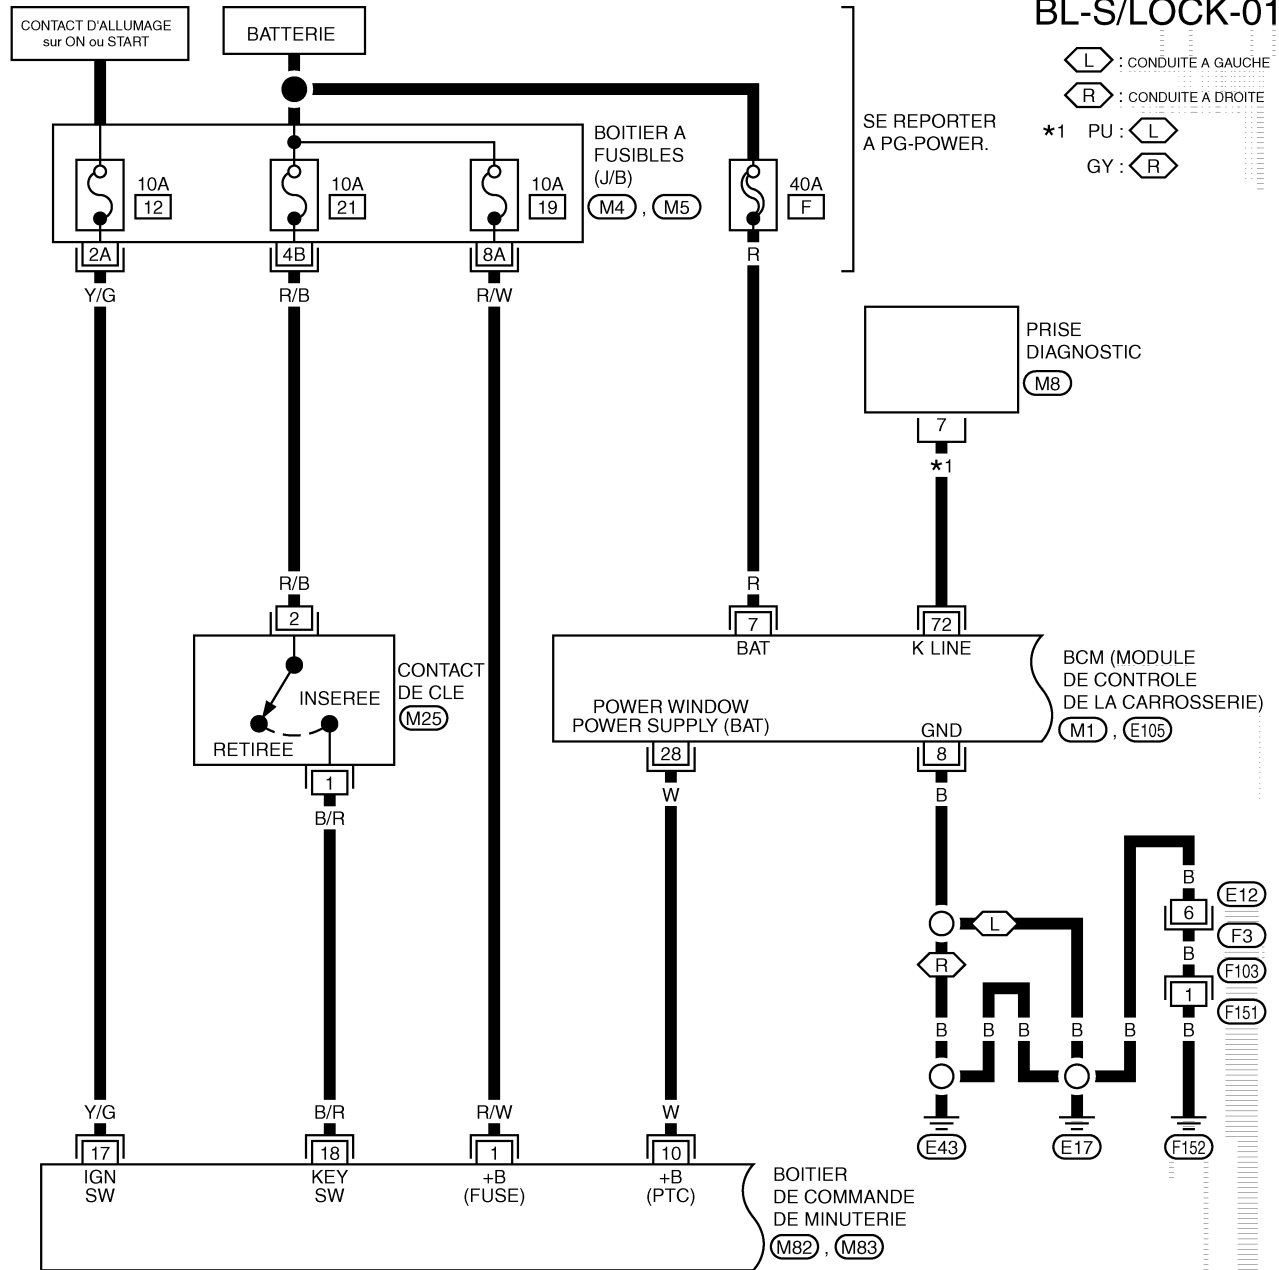 BL-S/LOCK-01
CONTACT D'ALLUMAGE
sur ON ou START
BATTERIE
L : CONDUITE A GAUCHE
R : CONDUITE A DROITE
*1 PU : L
GY : R
SE REPORTER
A PG-POWER.
BOITIER A
FUSIBLES
(J/B)
M4 , M5
10A
12
10A
21
10A
19
40A
F
2A
4B
8A
R
Y/G
R/B
R/W
PRISE
DIAGNOSTIC
M8
7
*1
R/B
R
2
7
72
BAT
K LINE
CONTACT
DE CLE
M25
INSEREE
RETIREE
BCM (MODULE
DE CONTROLE
DE LA CARROSSERIE)
M1 , E105
POWER WINDOW
POWER SUPPLY (BAT)
GND
1
28
8
B/R
W
B
B
E12
6
F3
L
B
R
F103
1
F151
B
B
B
B
B
B
Y/G
B/R
R/W
W
17
18
1
10
E43
E17
F152
IGN
SW
KEY
SW
+B
(FUSE)
+B
(PTC)
BOITIER
DE COMMANDE
DE MINUTERIE
M82 , M83